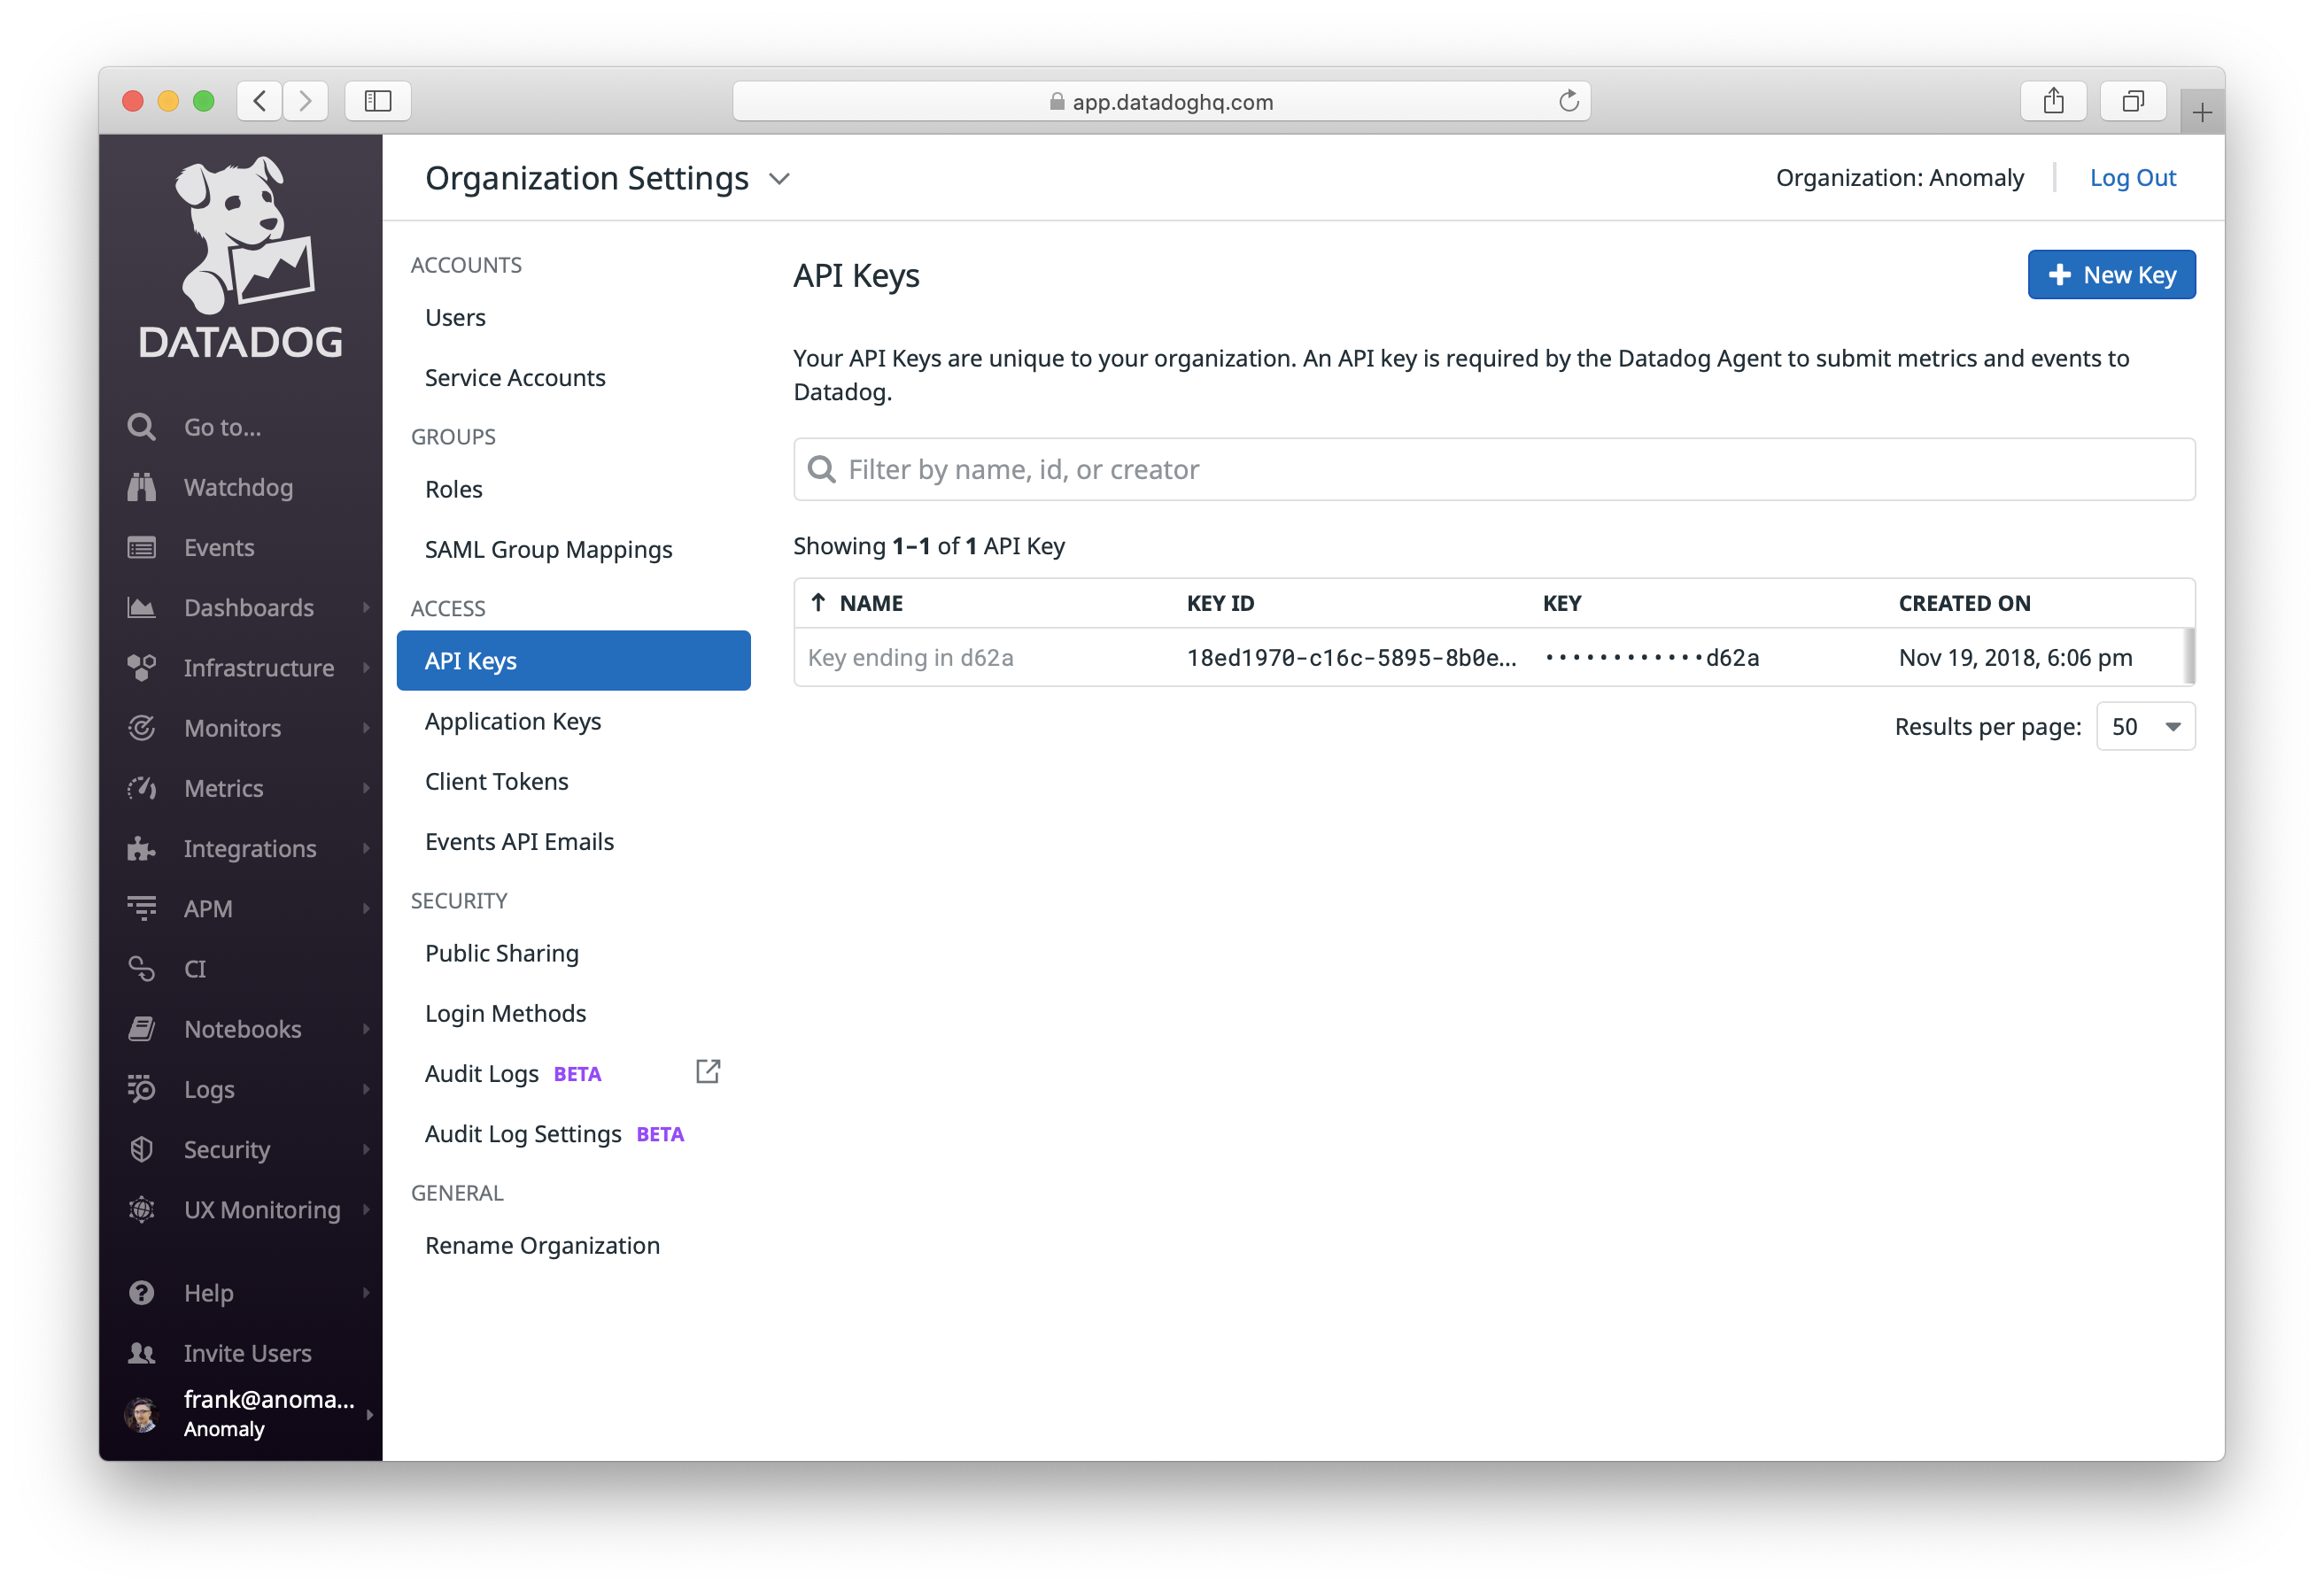 app.datadoghq.com
DATADOG
Go to...
Watchdog
Events
Dashboards
Infrastructure
Monitors
Metrics
Integrations
APM
CI
Notebooks
Logs
Security
UX Monitoring
Help
Invite Users
frank@anoma...
Anomaly
Organization Settings
Organization: Anomaly
Log Out
ACCOUNTS
Users
Service Accounts
GROUPS
Roles
SAML Group Mappings
ACCESS
API Keys
Application Keys
Client Tokens
Events API Emails
SECURITY
Public Sharing
Login Methods
Audit Logs BETA
Audit Log Settings BETA
GENERAL
Rename Organization
API Keys
New Key
Your API Keys are unique to your organization. An API key is required by the Datadog Agent to submit metrics and events to
Datadog.
Filter by name, id, or creator
Showing 1–1 of 1 API Key
↑ NAME KEY ID KEY CREATED ON
Key ending in d62a 18ed1970-c16c-5895-8b0e... ············d62a Nov 19, 2018, 6:06 pm
Results per page: 50